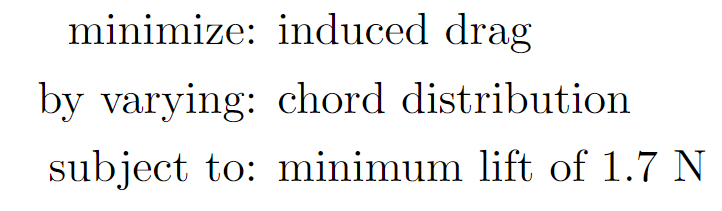 minimize: induced drag
by varying: chord distribution
subject to: minimum lift of 1.7 N